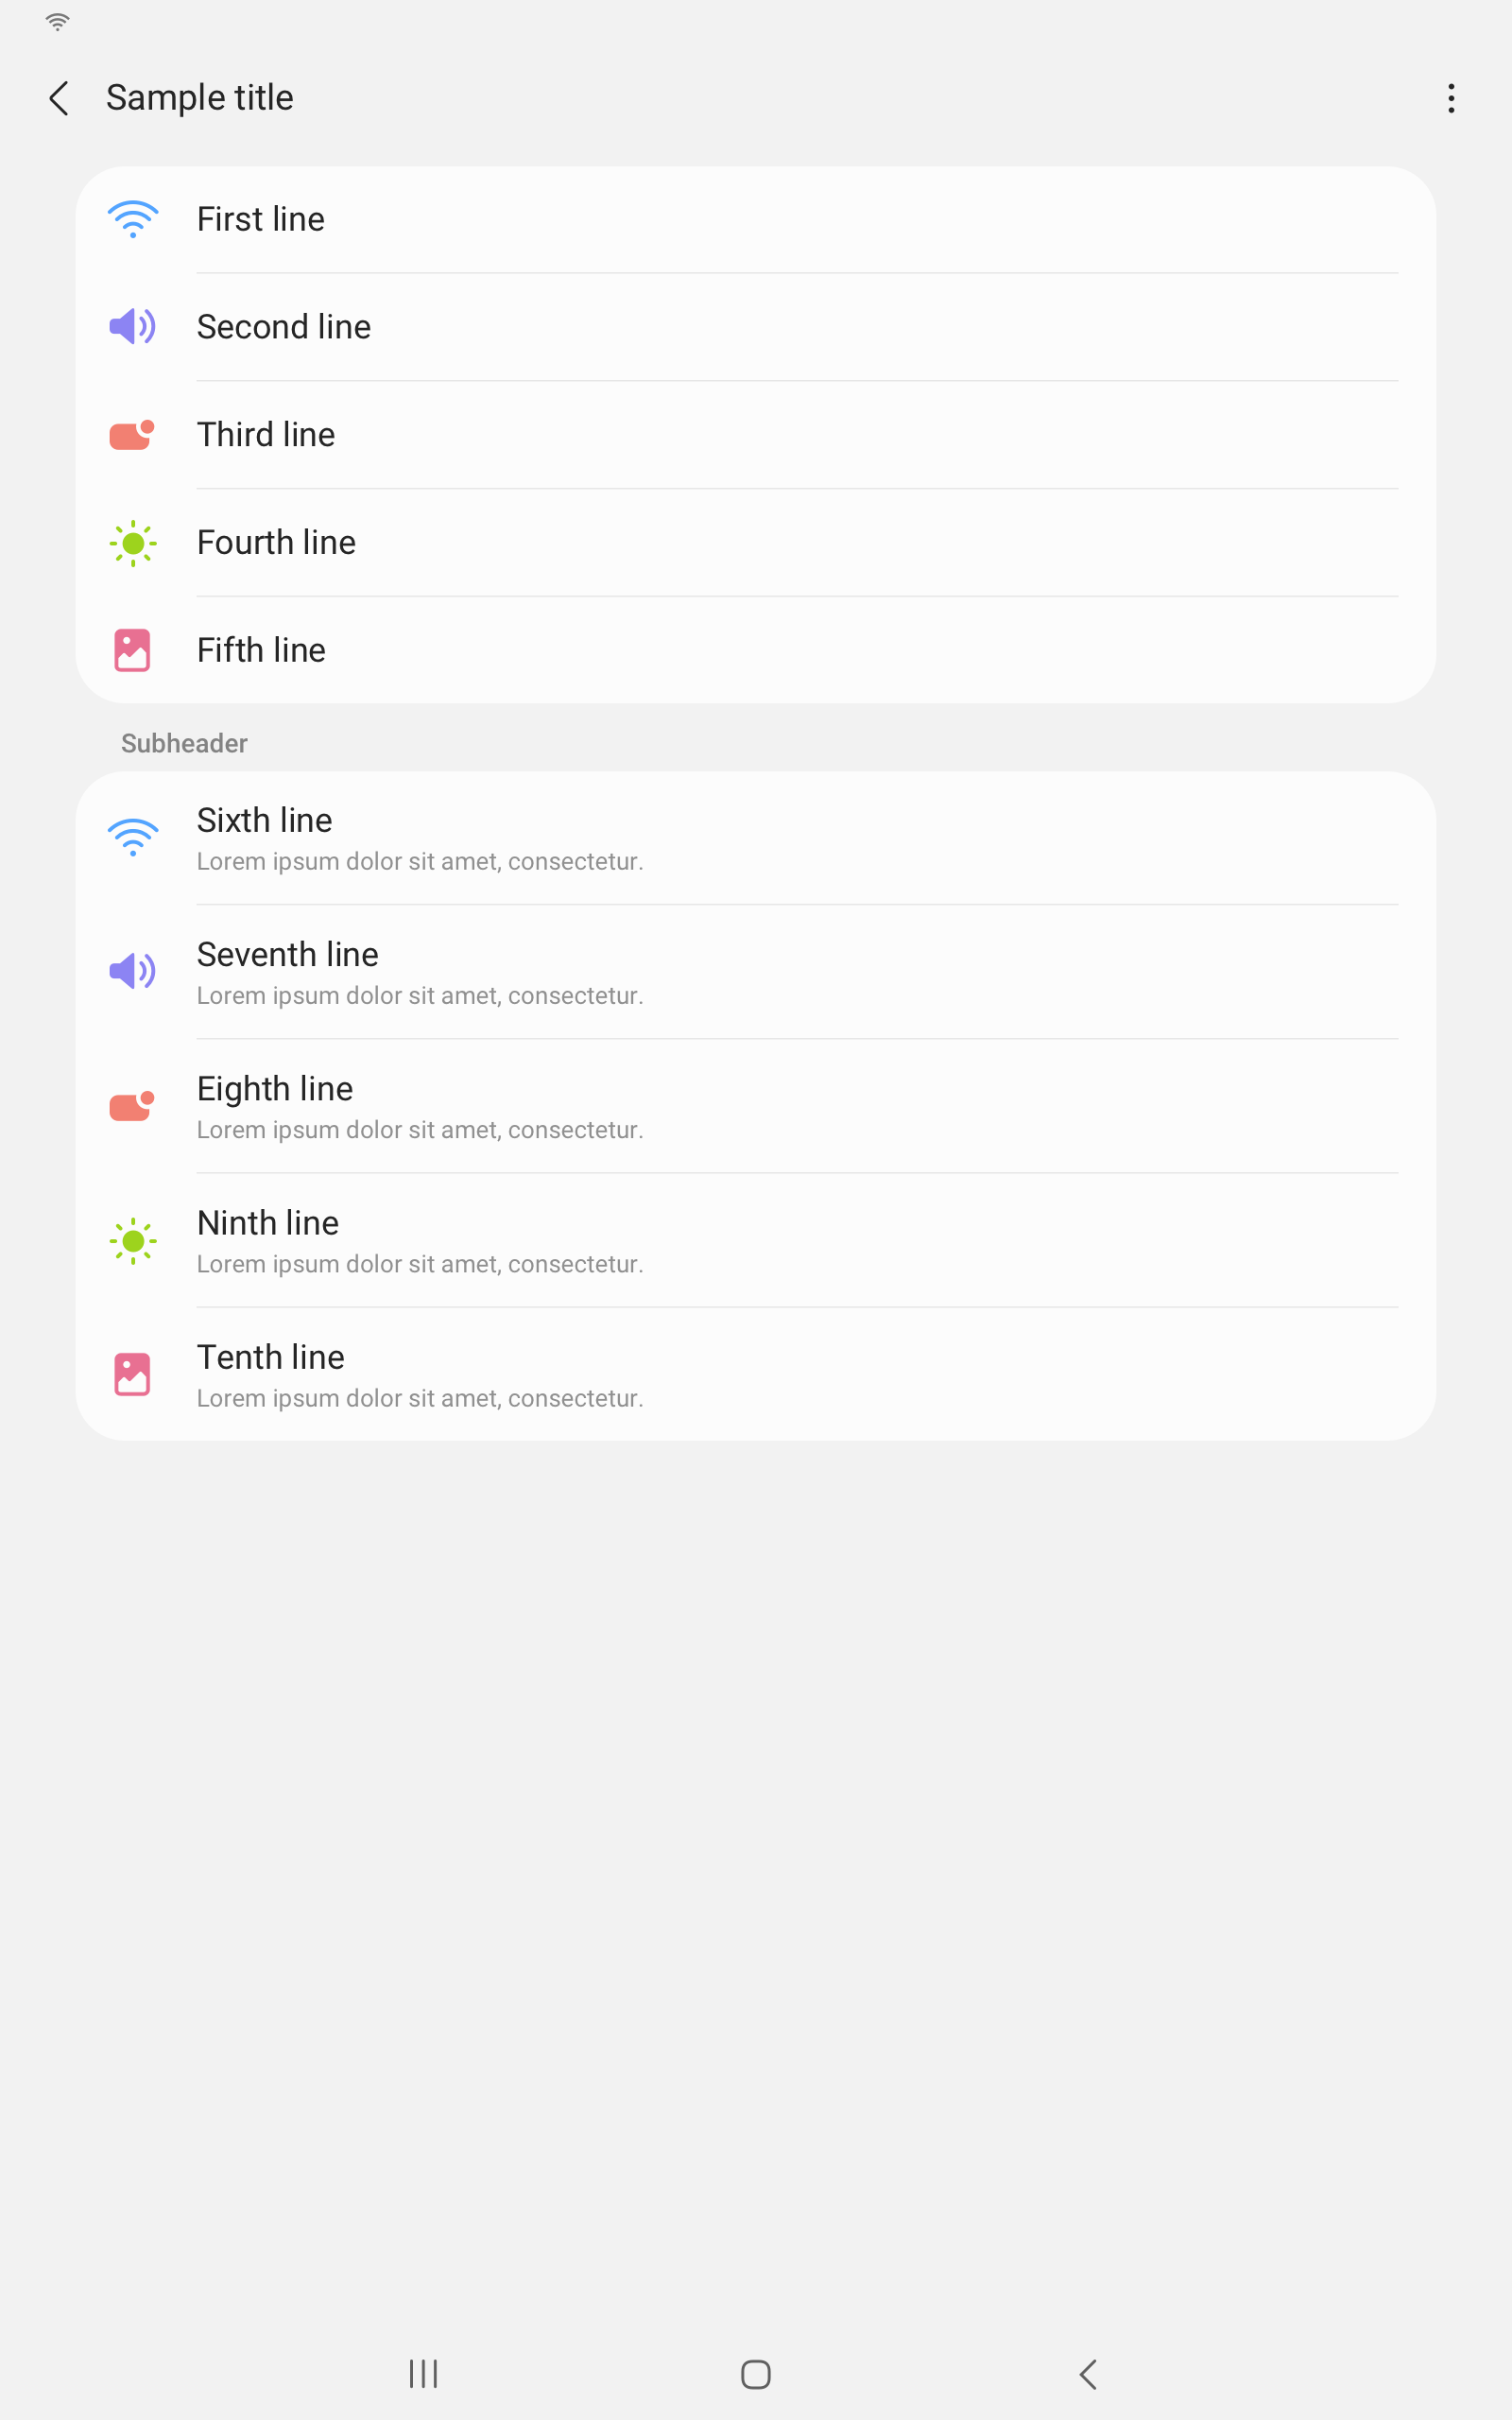 Sample title
First line
Second line
Third line
Fourth line
Fifth line
Subheader
Sixth line
Lorem ipsum dolor sit amet, consectetur.
Seventh line
Lorem ipsum dolor sit amet, consectetur.
Eighth line
Lorem ipsum dolor sit amet, consectetur.
Ninth line
Lorem ipsum dolor sit amet, consectetur.
Tenth line
Lorem ipsum dolor sit amet, consectetur.